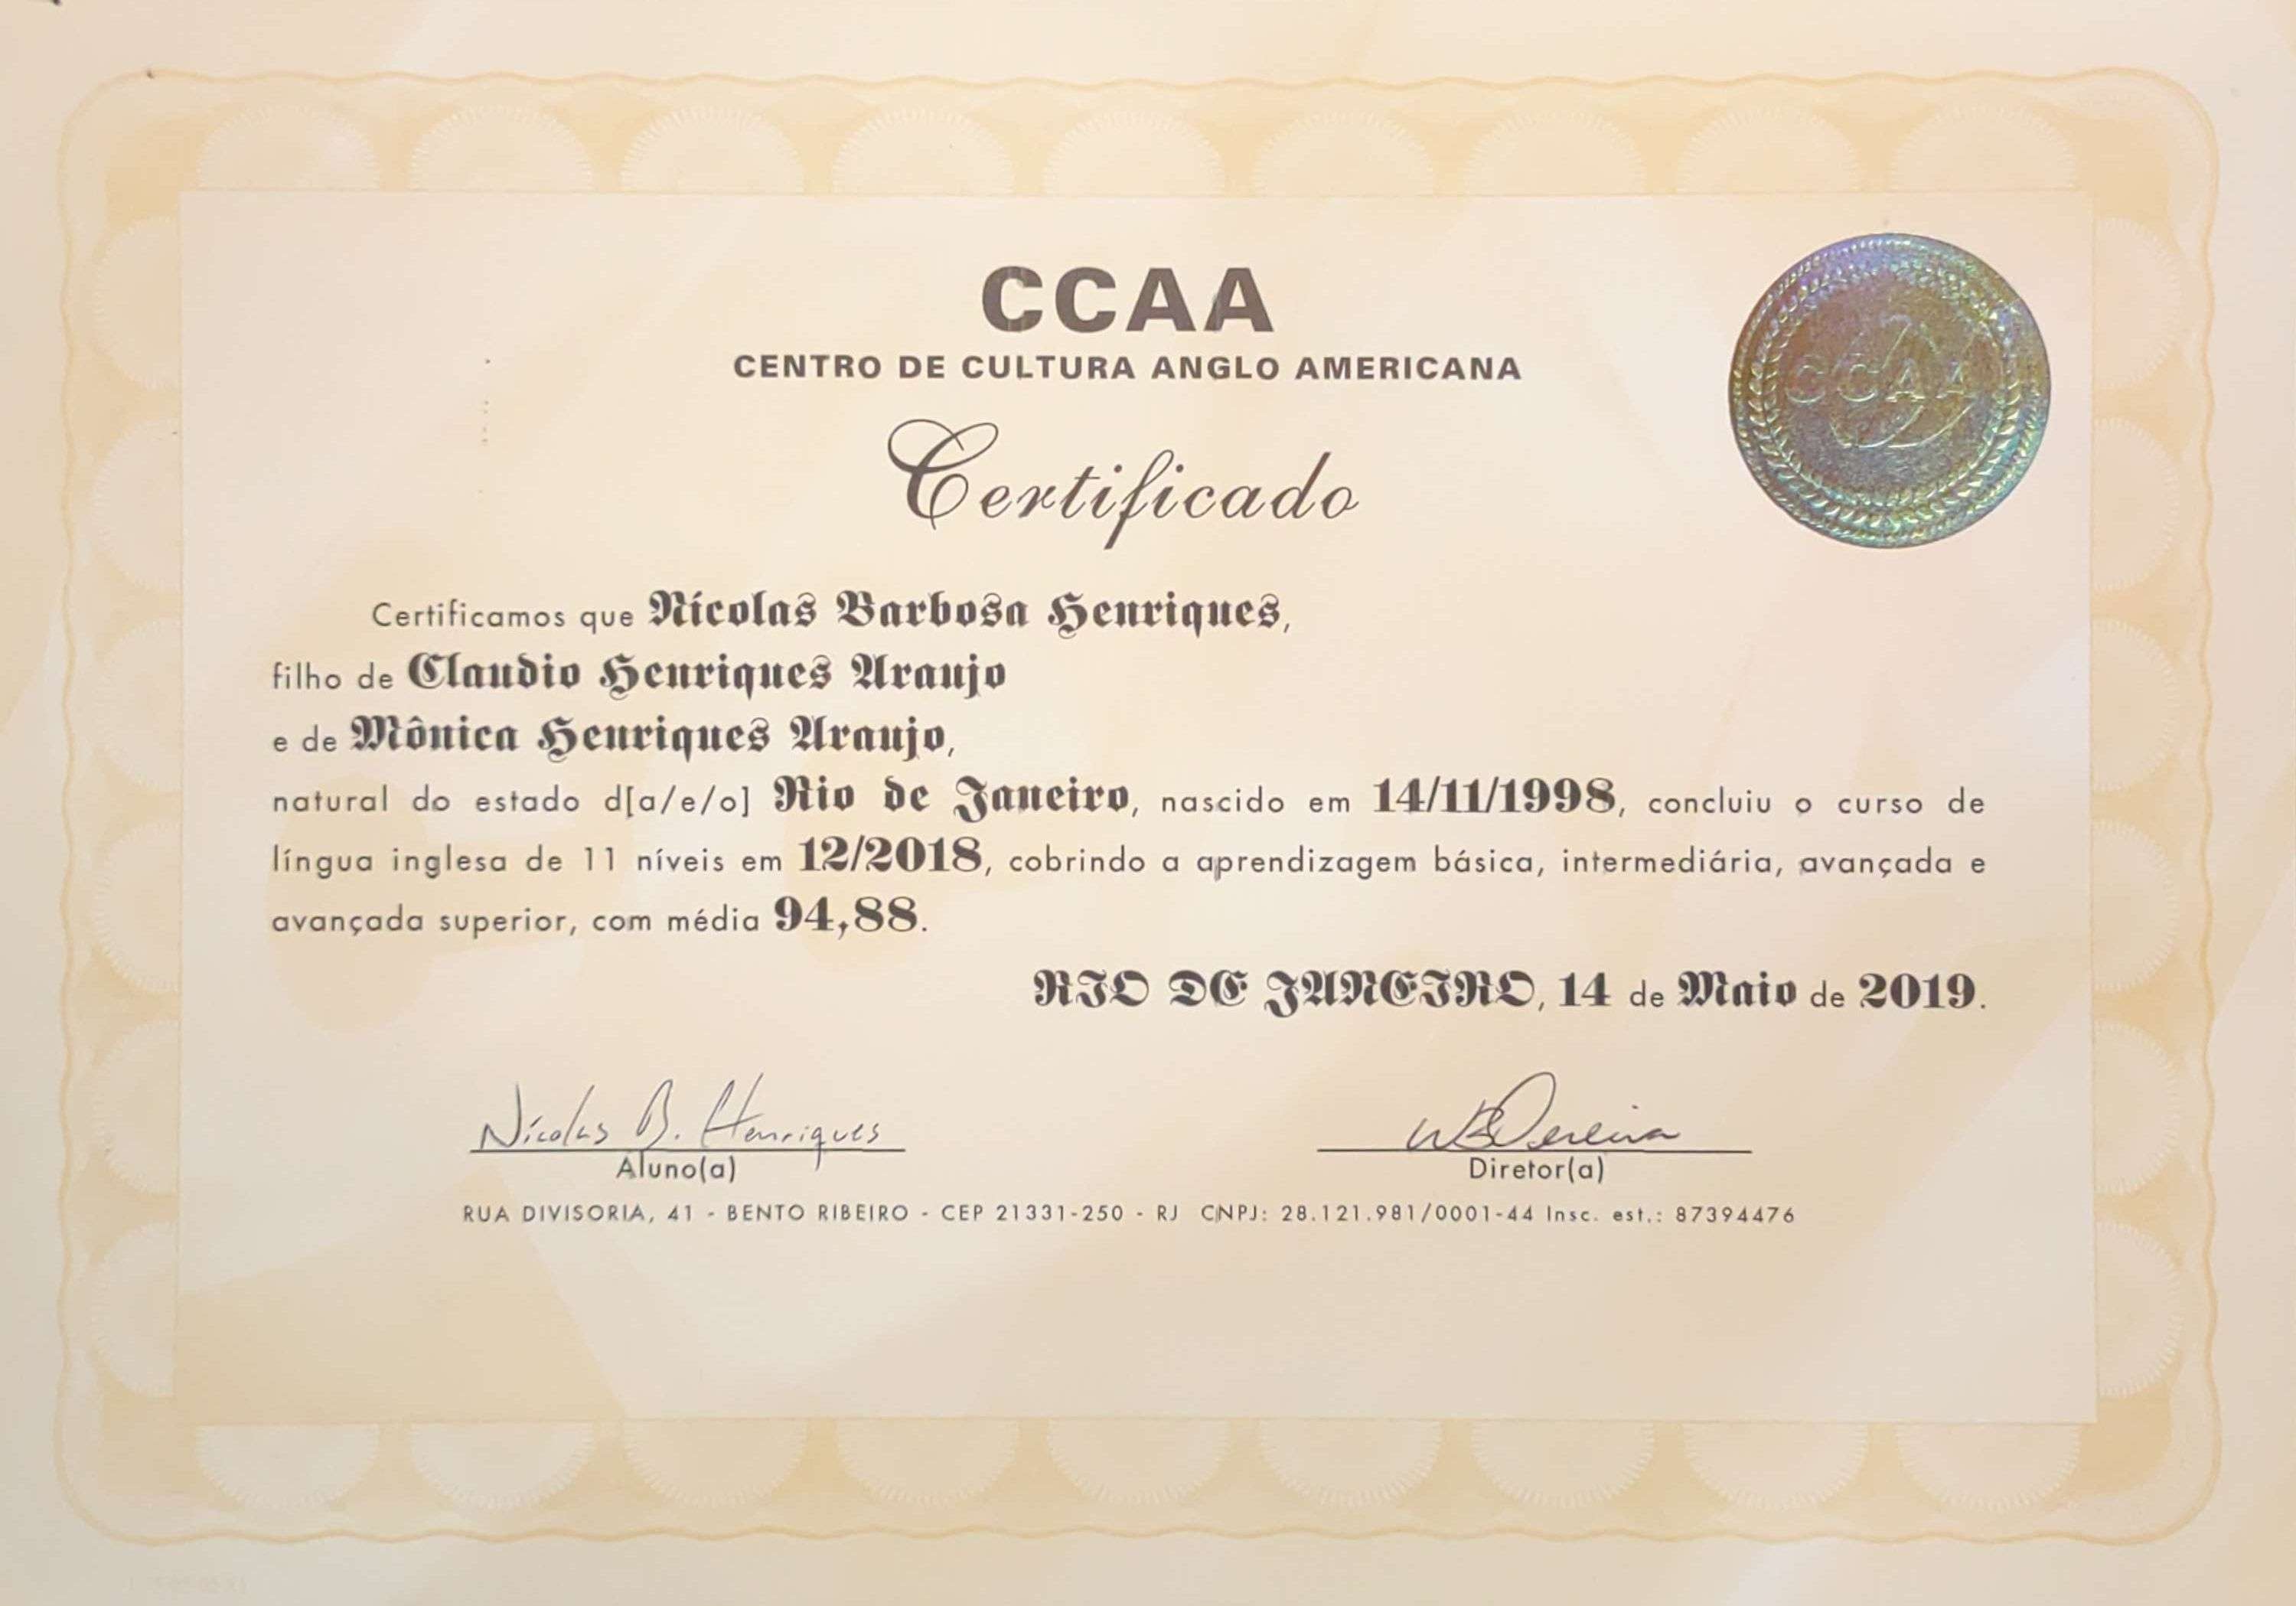 CCAA
CENTRO DE CULTURA ANGLO AMERICANA
CCAA
Certificado
Certificamos que Nícolas Barbosa Henriques,
filho de Claudio Henriques Araujo
e de Mônica Henriques Araujo,
natural do estado d[a/e/o] Rio de Janeiro, nascido em 14/11/1998, concluiu o curso de
língua inglesa de 11 níveis em 12/2018, cobrindo a aprendizagem básica, intermediária, avançada e
avançada superior, com média 94,88.
RIO DE JANEIRO, 14 de Maio de 2019.
Nícolas B. Henriques
Pereira
Aluno(a)
Diretor(a)
RUA DIVISORIA, 41 - BENTO RIBEIRO - CEP 21331-250 - RJ CNPJ: 28.121.981/0001-44 Insc. est.: 87394476